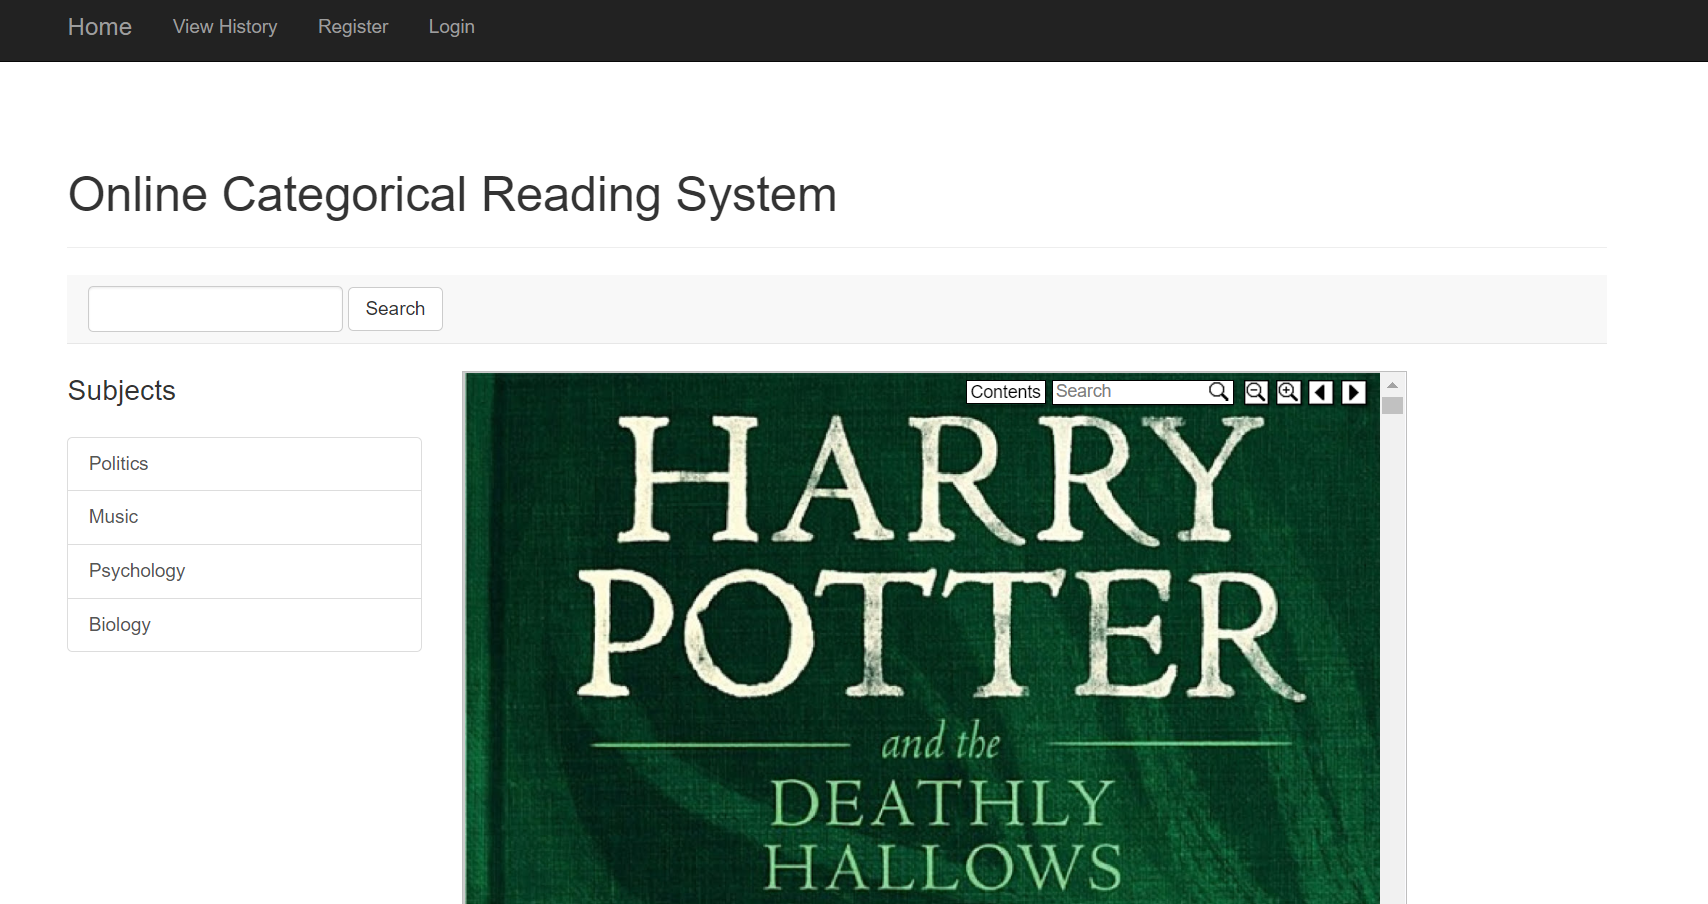 Home View History Register Login
Online Categorical Reading System
Search
Subjects
Politics
Music
Psychology
Biology
Contents Search
HARRY
POTTER
and the
DEATHLY
HALLOWS